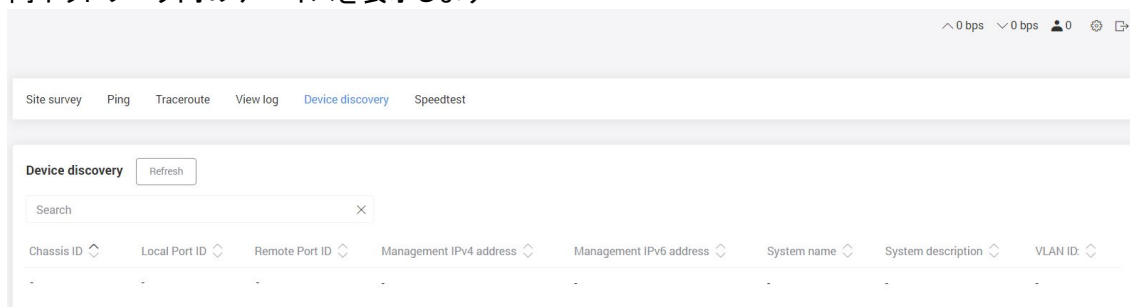 0 bps 0 bps 0
Site survey Ping Traceroute View log Device discovery Speedtest
Device discovery Refresh
Search
Chassis ID Local Port ID Remote Port ID Management IPv4 address Management IPv6 address System name System description VLAN ID:
- - - - - - - -